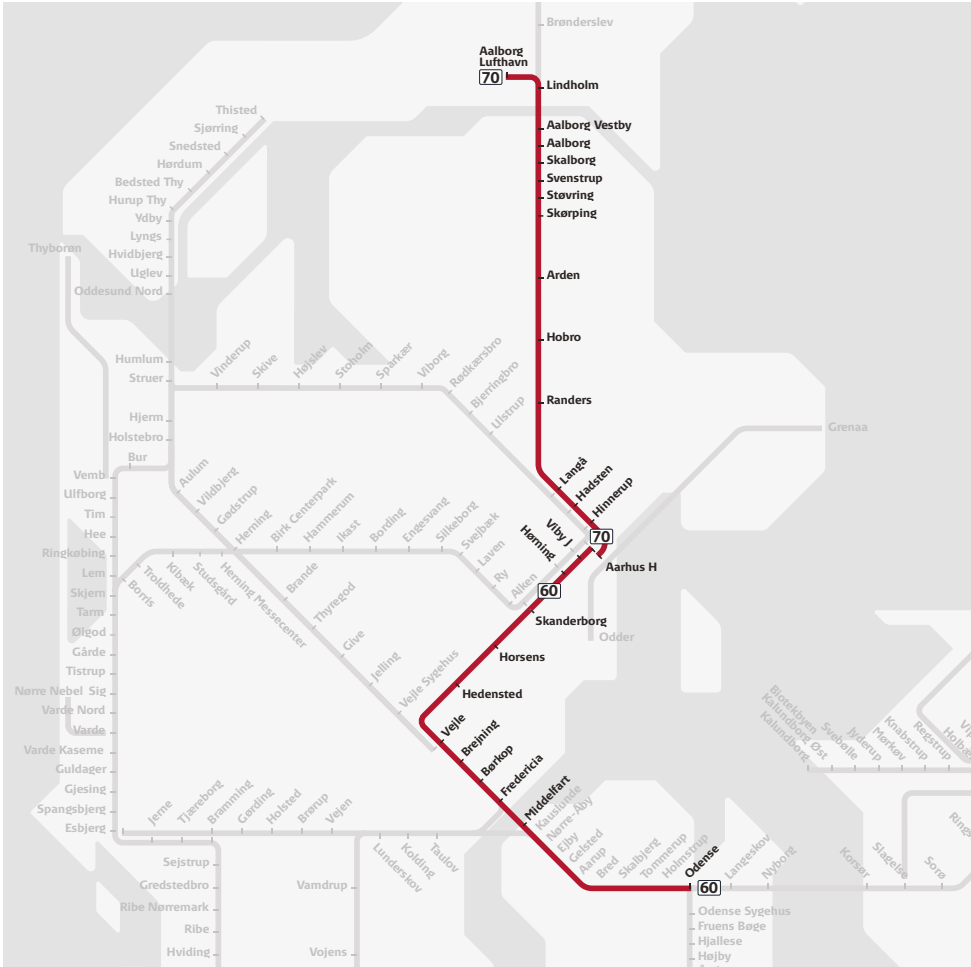 Brønderslev
Aalborg
Lufthavn
70
Lindholm
Aalborg Vestby
Aalborg
Skalborg
Svenstrup
Støvring
Skørping
Arden
Hobro
Randers
Langå
Hadsten
Hinnerup
70
Aarhus H
Viby J
Hørning
60
Skanderborg
Horsens
Hedensted
Vejle
Brejning
Børkop
Fredericia
Middelfart
Kauslunde
Nørre-Aby
Ejby
Gelsted
Aarup
Bred
Skalbjerg
Tommerup
Holmstrup
Odense
60
Langeskov
Nyborg
Korsør
Slagelse
Sorø
Ring
Odense Sygehus
Fruens Bøge
Hjallese
Højby
Thisted
Sjørring
Snedsted
Hørdum
Bedsted Thy
Hurup Thy
Ydby
Lyngs
Hvidbjerg
Uglev
Oddesund Nord
Thyborøn
Humlum
Struer
Vinderup
Skive
Højslev
Stoholm
Sparkær
Viborg
Rødkærsbro
Bjerringbro
Ulstrup
Grenaa
Odder
Hjerm
Holstebro
Bur
Vemb
Ulfborg
Tim
Hee
Ringkøbing
Lem
Skjern
Tarm
Ølgod
Gårde
Tistrup
Nørre Nebel Sig
Varde Nord
Varde
Varde Kaserne
Guldager
Gjesing
Spangsbjerg
Esbjerg
Aulum
Vildbjerg
Gødstrup
Herning
Birk Centerpark
Hammerum
Ikast
Bording
Engesvang
Silkeborg
Svejbæk
Laven
Ry
Alken
Borris
Troldhede
Kibæk
Studsgård
Herning Messecenter
Brande
Thyregod
Give
Jelling
Vejle Sygehus
Jerne
Tjæreborg
Bramming
Gørding
Holsted
Brørup
Vejen
Lunderskov
Kolding
Taulov
Sejstrup
Gredstedbro
Ribe Nørremark
Ribe
Hviding
Vamdrup
Vojens
Biotekbyen
Kalundborg Øst
Kalundborg
Svebølle
Jyderup
Mørkøv
Knabstrup
Regstrup
Holbæ
Vip